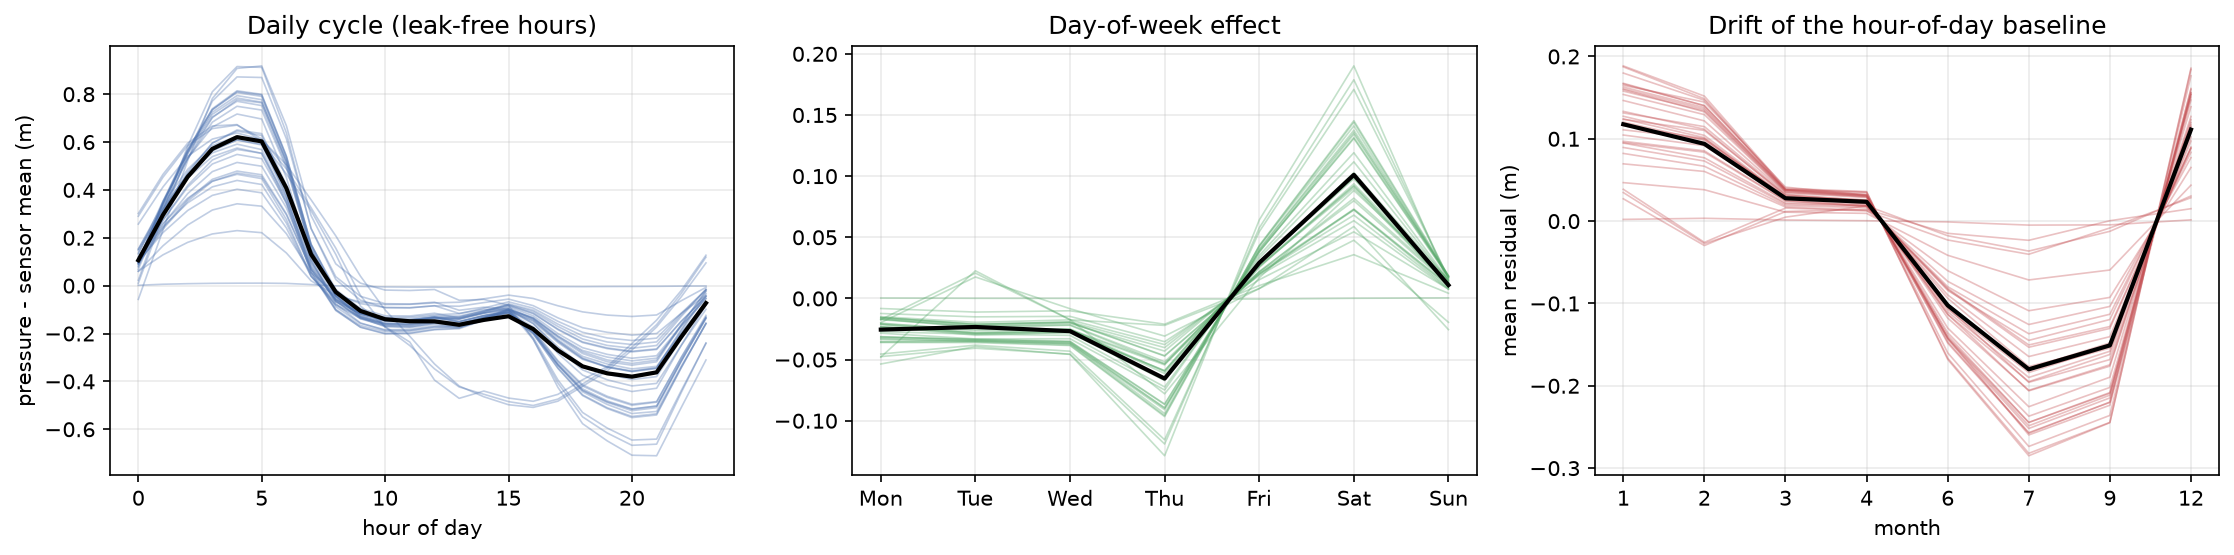 Daily cycle (leak-free hours)
pressure - sensor mean (m)
0.8
0.6
0.4
0.2
0.0
−0.2
−0.4
−0.6
0 5 10 15 20
hour of day
Day-of-week effect
0.20
0.15
0.10
0.05
0.00
−0.05
−0.10
Mon Tue Wed Thu Fri Sat Sun
Drift of the hour-of-day baseline
mean residual (m)
0.2
0.1
0.0
−0.1
−0.2
−0.3
1 2 3 4 6 7 9 12
month